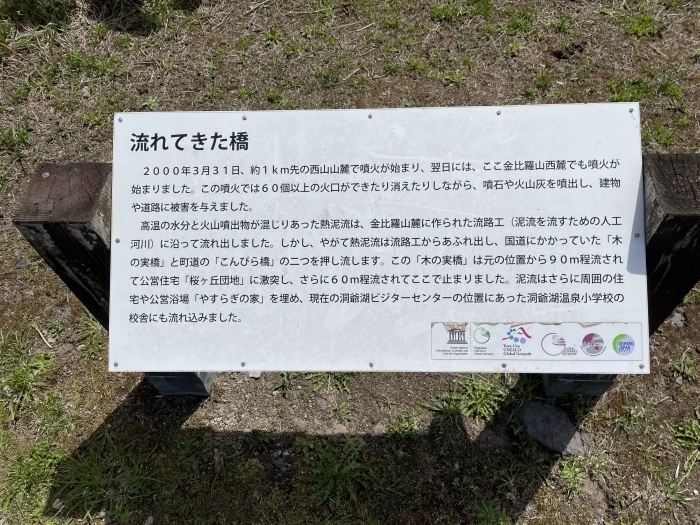 流れてきた橋
２０００年３月３１日、約１ｋｍ先の西山山麓で噴火が始まり、翌日には、ここ金比羅山西麓でも噴火が
始まりました。この噴火では６０個以上の火口ができたり消えたりしながら、噴石や火山灰を噴出し、建物
や道路に被害を与えました。
高温の水分と火山噴出物が混じりあった熱泥流は、金比羅山麓に作られた流路工（泥流を流すための人工
河川）に沿って流れ出しました。しかし、やがて熱泥流は流路工からあふれ出し、国道にかかっていた「木
の実橋」と町道の「こんぴら橋」の二つを押し流します。この「木の実橋」は元の位置から９０ｍ程流され
て公営住宅「桜ヶ丘団地」に激突し、さらに６０ｍ程流されてここで止まりました。泥流はさらに周囲の住
宅や公営浴場「やすらぎの家」を埋め、現在の洞爺湖ビジターセンターの位置にあった洞爺湖温泉小学校の
校舎にも流れ込みました。
Toya-Usu
UNESCO
Global Geopark